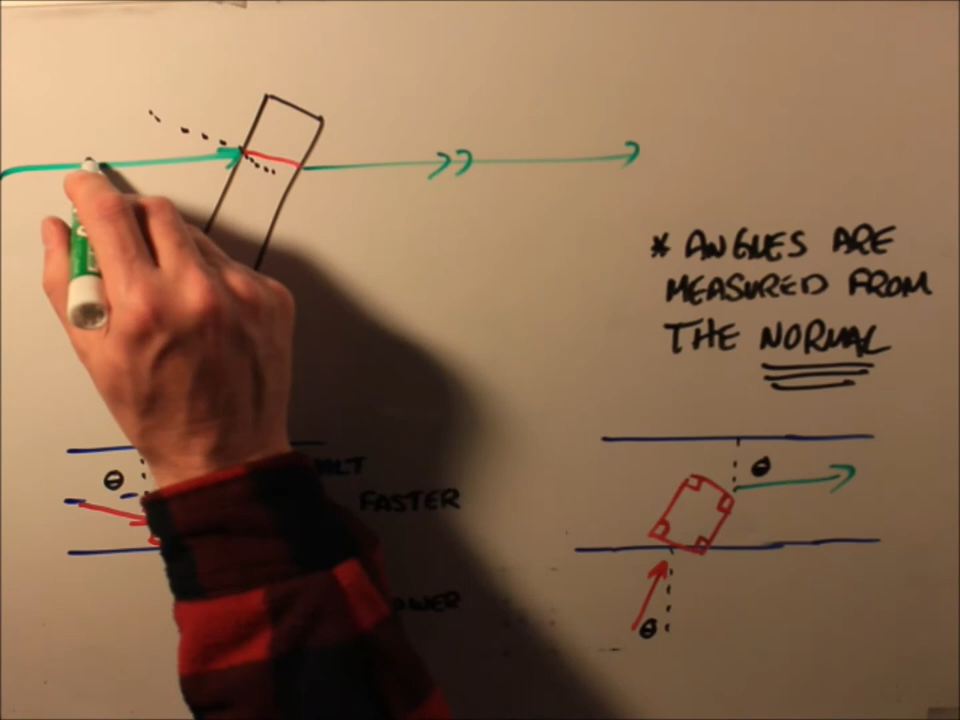 * ANGLES ARE
MEASURED FROM
THE NORMAL
θ
FASTER
θ
θ